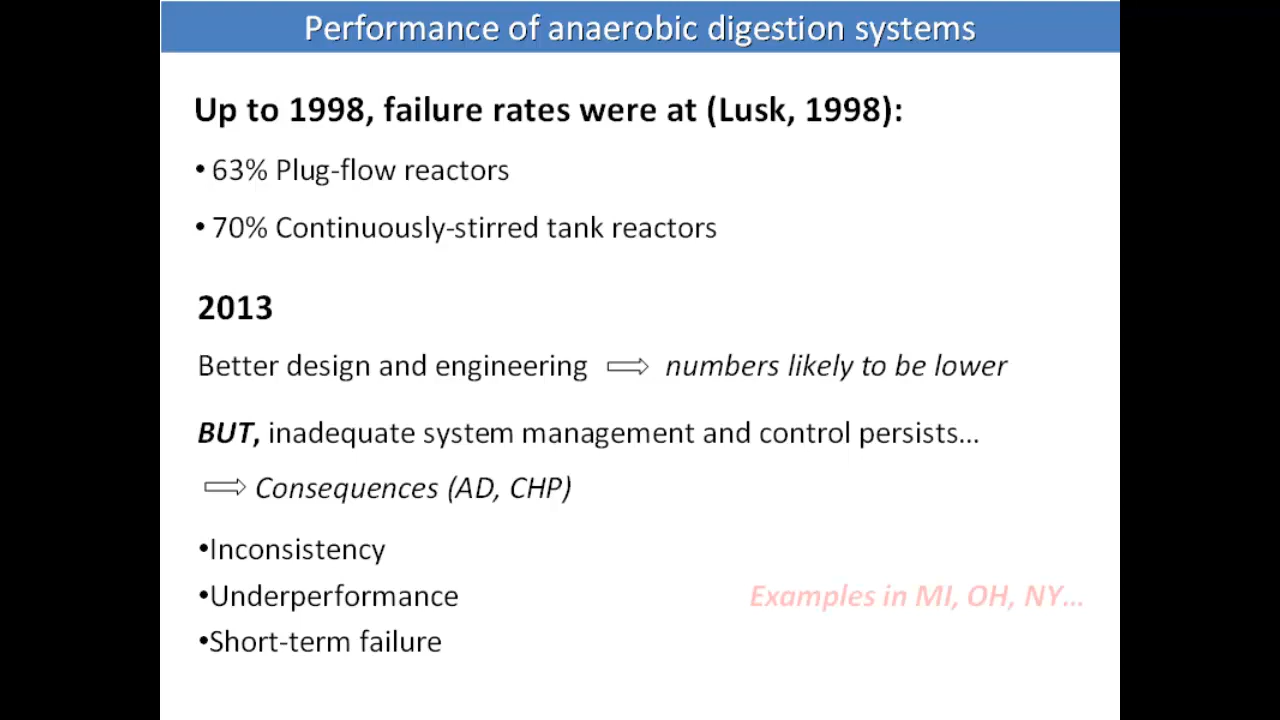 Performance of anaerobic digestion systems
Up to 1998, failure rates were at (Lusk, 1998):
• 63% Plug-flow reactors
• 70% Continuously-stirred tank reactors
2013
Better design and engineering ⇨ numbers likely to be lower
BUT, inadequate system management and control persists…
⇨ Consequences (AD, CHP)
•Inconsistency
•Underperformance
Examples in MI, OH, NY…
•Short-term failure